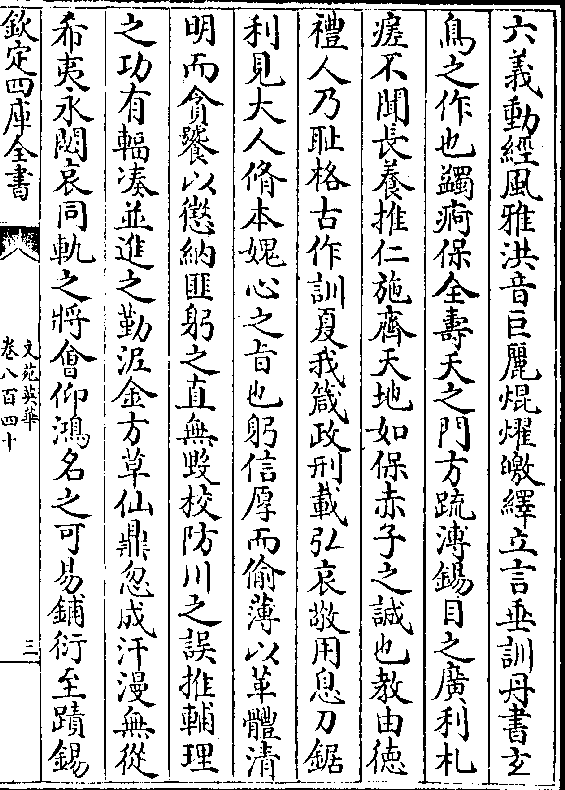 六義動經風雅洪音巨麗焜燿皦繹立言垂訓丹書玄
鳥之作也蠲痾保全壽夭之門方疏溥錫目之廣利札
瘥不聞長養推仁施齊天地如保赤子之誠也教由徳
禮人乃耻格古作訓夏我箴政刑載弘哀敬用息刀鋸
利見大人脩本媿心之㫖也躬信厚而偷薄以革體清
明而貪饕以懲納匪躬之直無毀校防川之誤推輔理
之功有輻凑並進之勤泥金方草仙鼎忽成汗漫無從
希夷永閟哀同軌之將會仰鴻名之可易鋪衍至賾錫
欽定四庫全書
文苑英華
卷八百四十
三